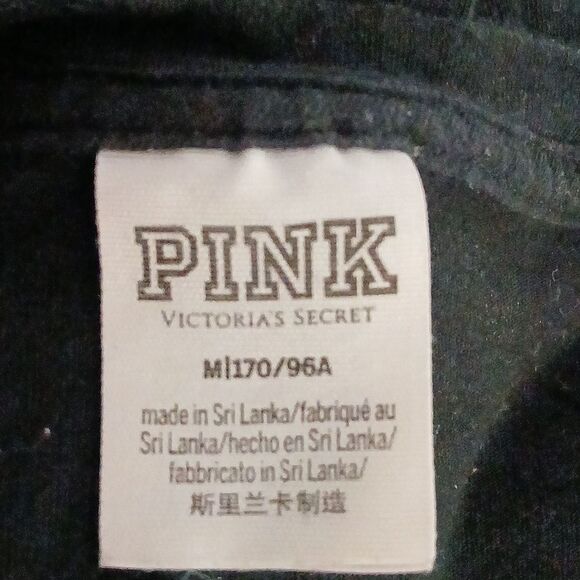 PINK
VICTORIA'S SECRET
M|170/96A
made in Sri Lanka/fabriqué au
Sri Lanka/hecho en Sri Lanka/
fabbricato in Sri Lanka/
斯里兰卡制造